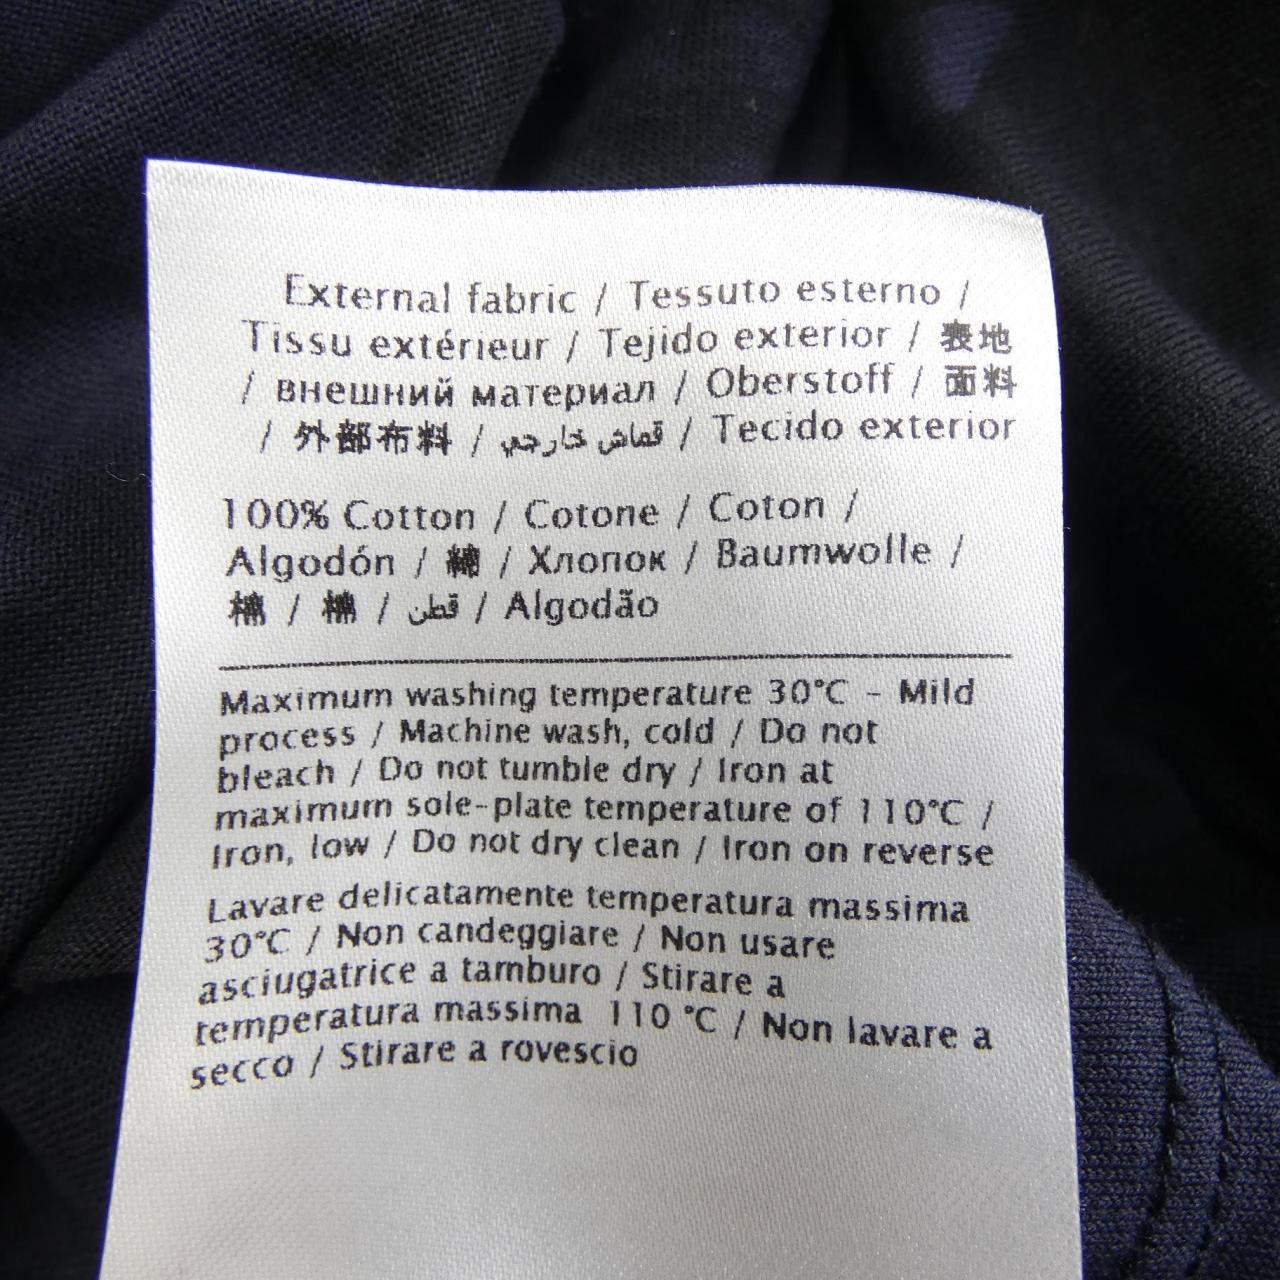 External fabric / Tessuto esterno /
Tissu extérieur / Tejido exterior / 表地
/ внешний материал / Oberstoff / 面料
/ 外部布料 / قماش خارجي / Tecido exterior
100% Cotton / Cotone / Coton /
Algodón / 綿 / Хлопок / Baumwolle /
棉 / 棉 / قطن / Algodão
Maximum washing temperature 30°C - Mild
process / Machine wash, cold / Do not
bleach / Do not tumble dry / Iron at
maximum sole-plate temperature of 110°C /
Iron, low / Do not dry clean / Iron on reverse
Lavare delicatamente temperatura massima
30°C / Non candeggiare / Non usare
asciugatrice a tamburo / Stirare a
temperatura massima 110 °C / Non lavare a
secco / Stirare a rovescio